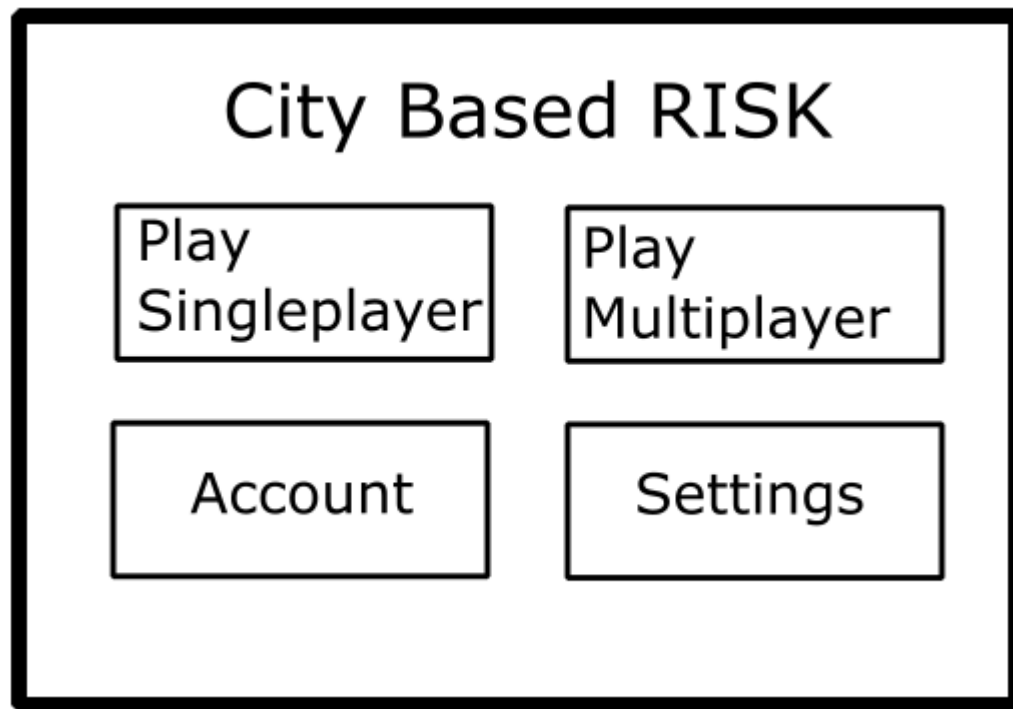 City Based RISK
Play
Singleplayer
Play
Multiplayer
Account
Settings